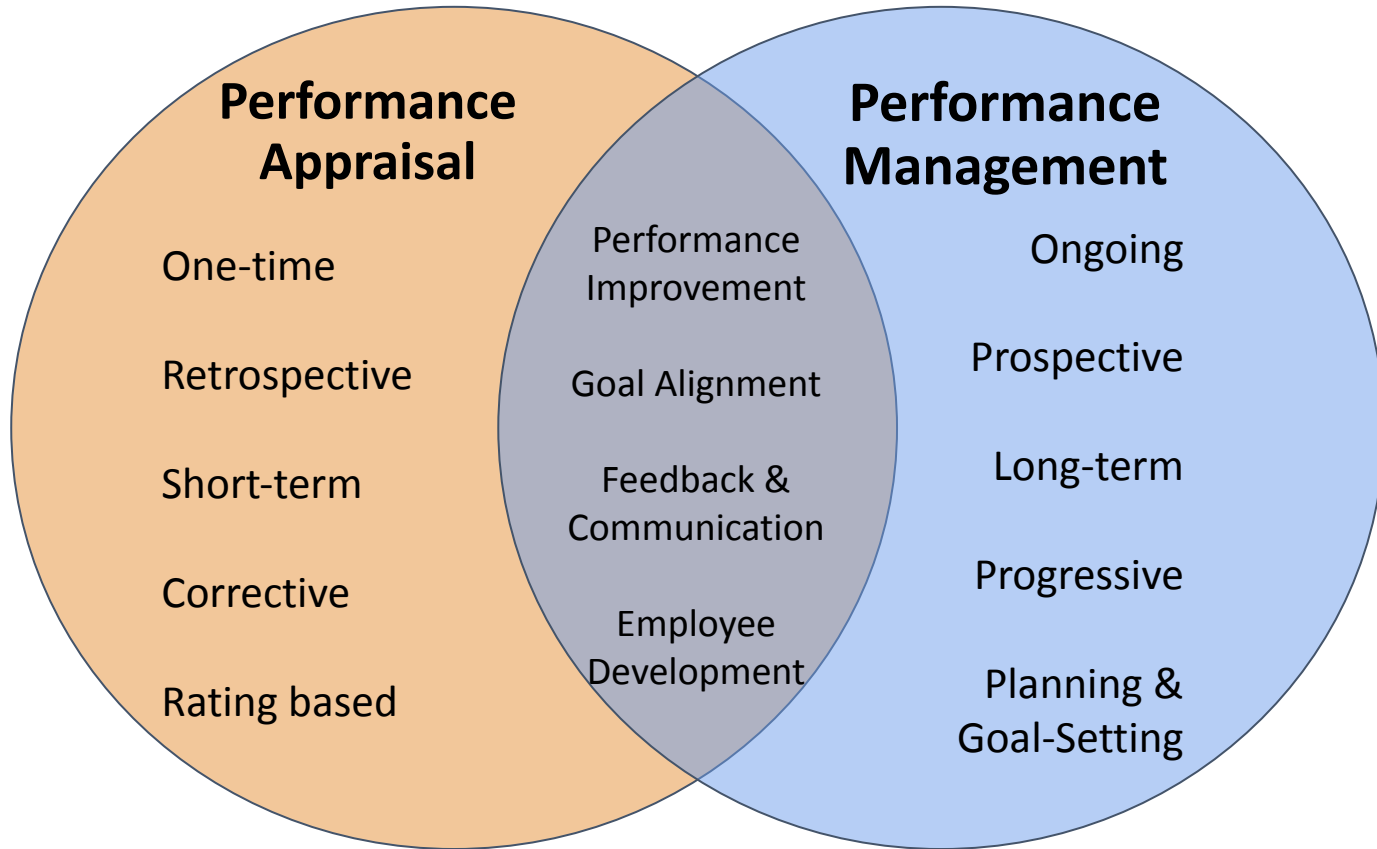 Performance
Appraisal
One-time
Retrospective
Short-term
Corrective
Rating based
Performance
Improvement
Goal Alignment
Feedback &
Communication
Employee
Development
Performance
Management
Ongoing
Prospective
Long-term
Progressive
Planning &
Goal-Setting